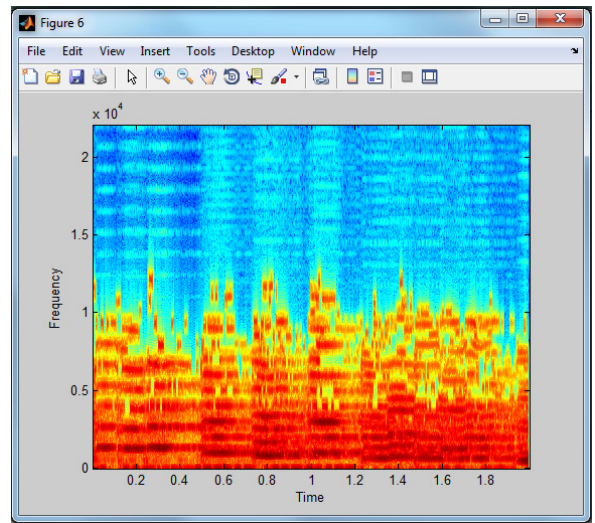 Figure 6
File Edit View Insert Tools Desktop Window Help
x 10^4
2
1.5
1
0.5
0
Frequency
0.2 0.4 0.6 0.8 1 1.2 1.4 1.6 1.8
Time